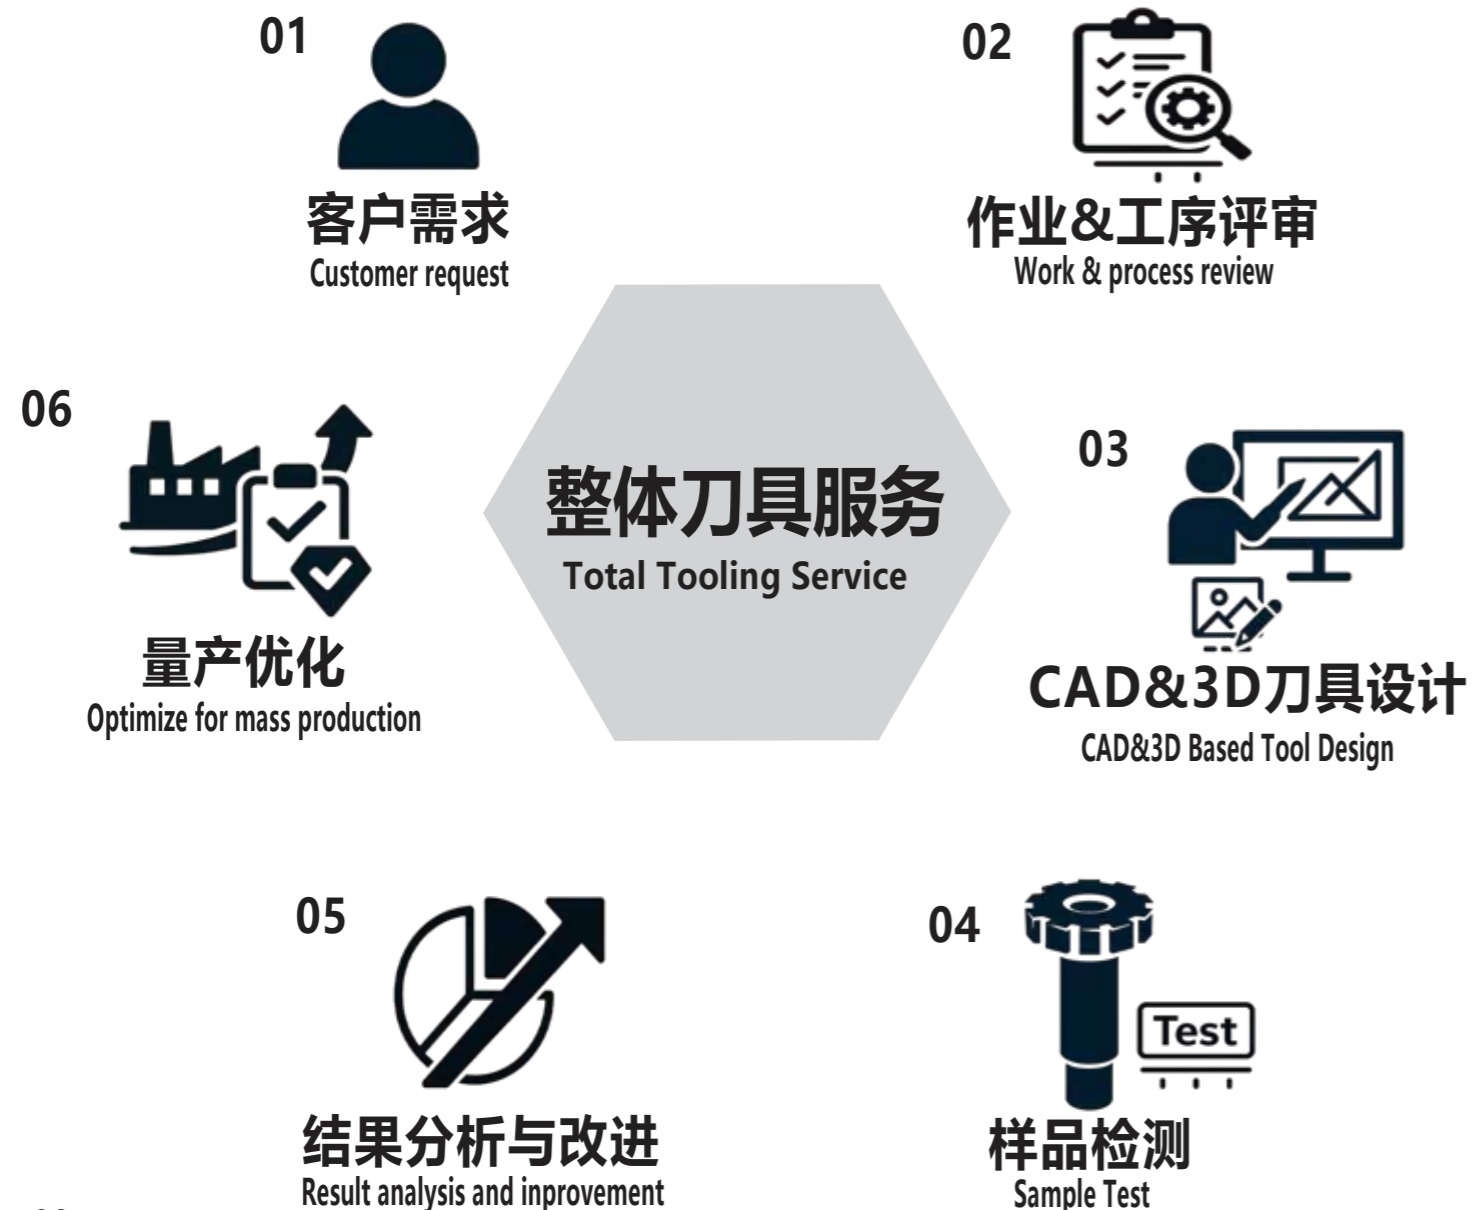 01
客户需求
Customer request
02
作业&工序评审
Work & process review
整体刀具服务
Total Tooling Service
03
CAD&3D刀具设计
CAD&3D Based Tool Design
04
Test
样品检测
Sample Test
05
结果分析与改进
Result analysis and inprovement
06
量产优化
Optimize for mass production